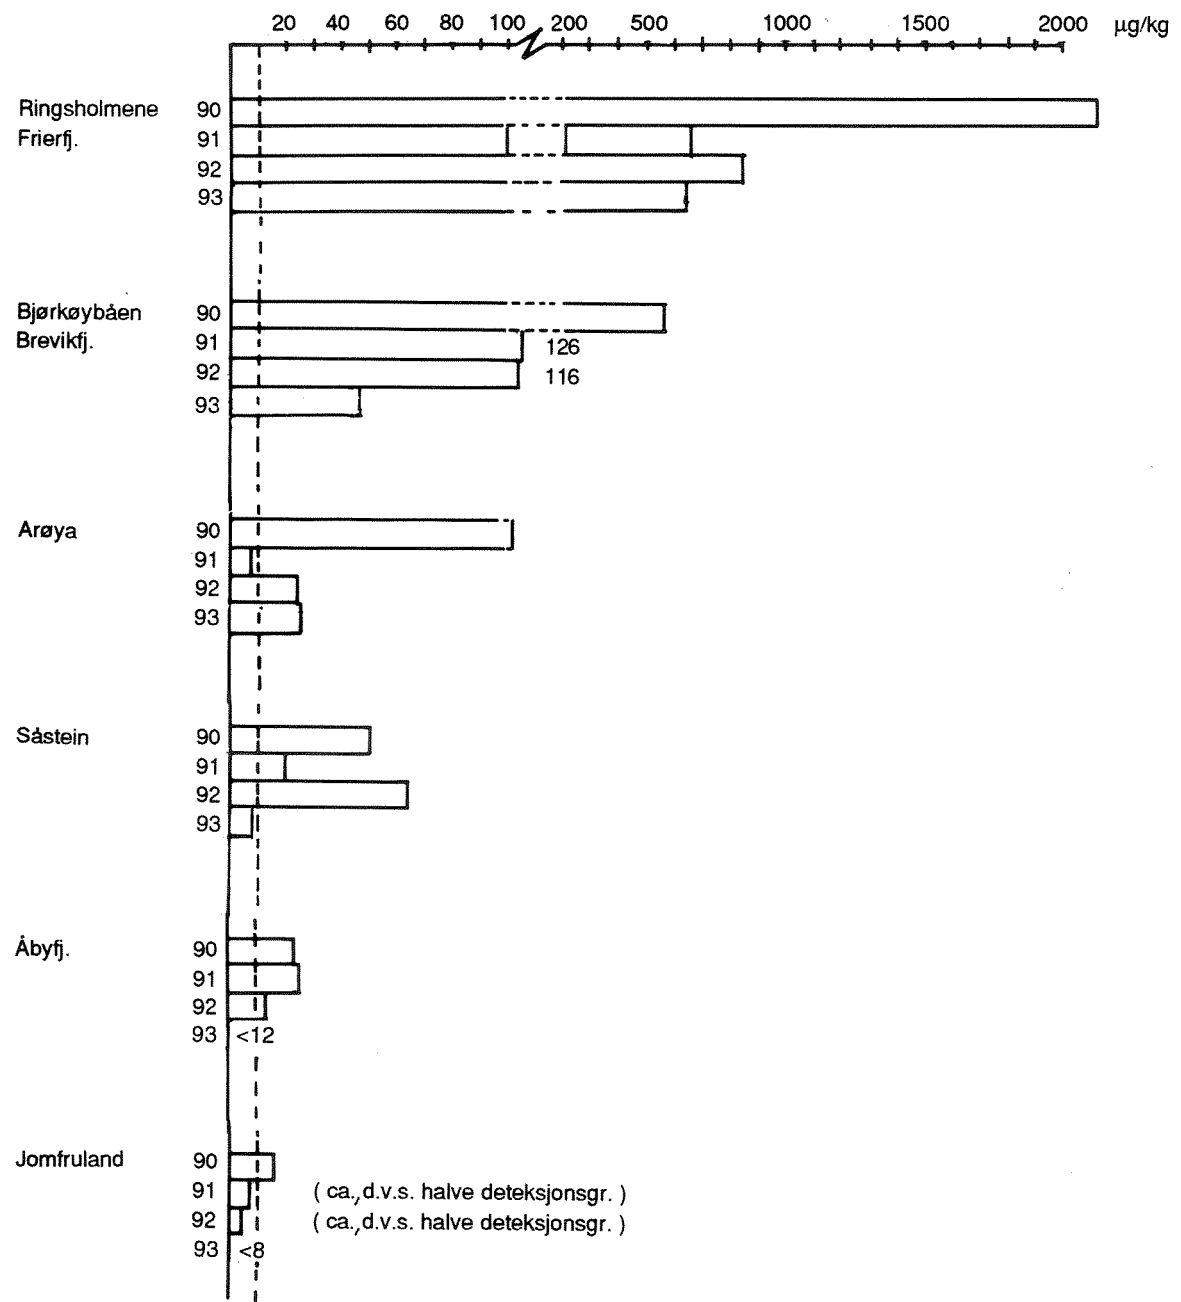 20 40 60 80 100 200 500 1000 1500 2000 µg/kg
Ringsholmene 90
Frierfj. 91
92
93
Bjørkøybåen 90
Brevikfj. 91 126
92 116
93
Arøya 90
91
92
93
Såstein 90
91
92
93
Åbyfj. 90
91
92
93 <12
Jomfruland 90
91 ( ca., d.v.s. halve deteksjonsgr. )
92 ( ca., d.v.s. halve deteksjonsgr. )
93 <8